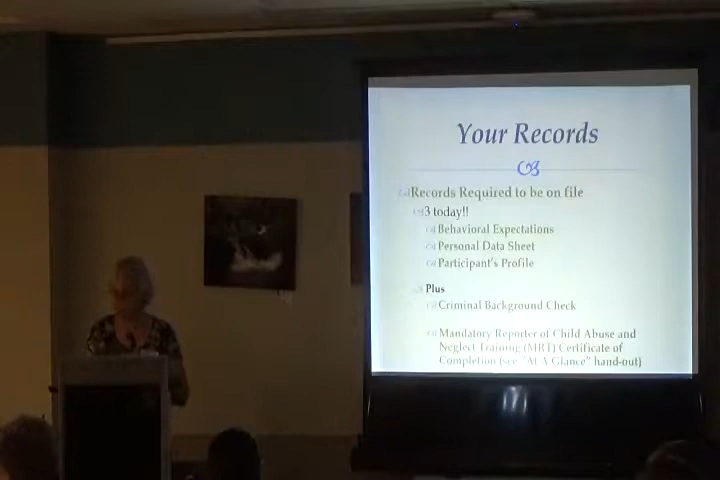 Your Records
Records Required to be on file
3 today!!
Behavioral Expectations
Personal Data Sheet
Participant's Profile
Plus
Criminal Background Check
Mandatory Reporter of Child Abuse and
Neglect Training (MRT) Certificate of
Completion (see "At A Glance" hand-out)